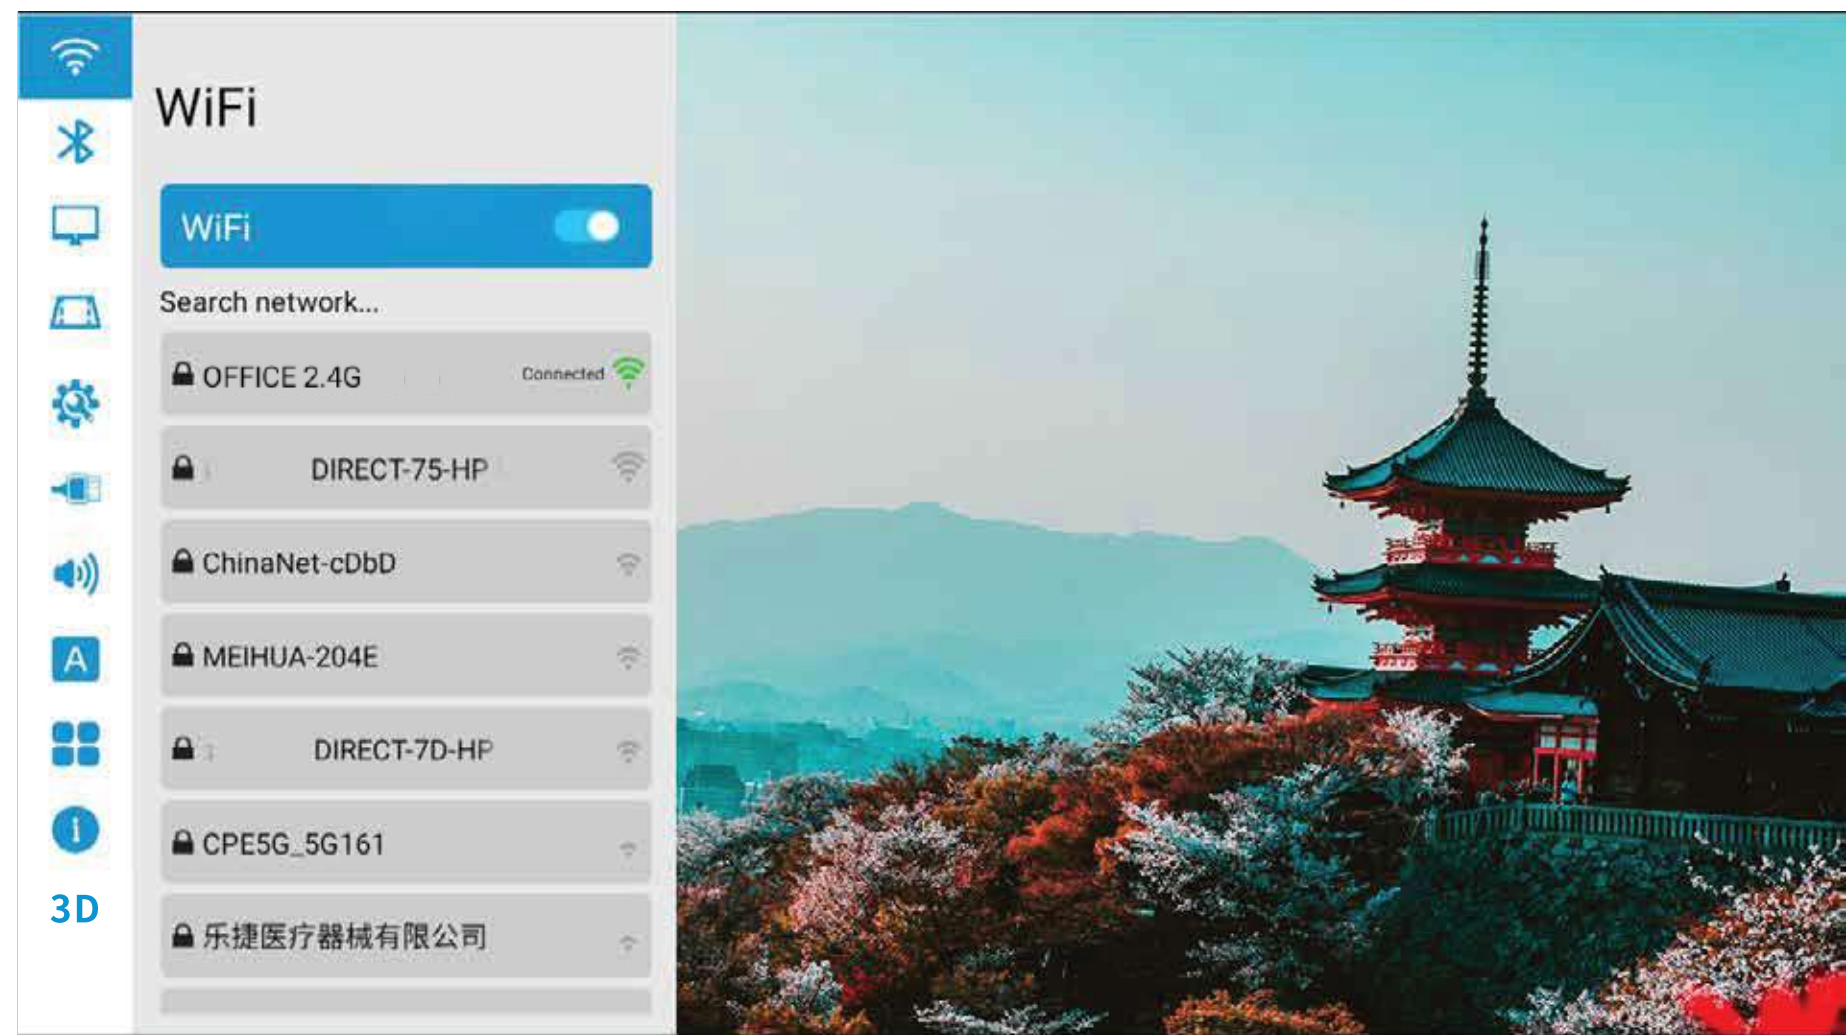 WiFi
WiFi
Search network...
OFFICE 2.4G Connected
DIRECT-75-HP
ChinaNet-cDbD
MEIHUA-204E
DIRECT-7D-HP
CPE5G_5G161
乐捷医疗器械有限公司
A
i
3D